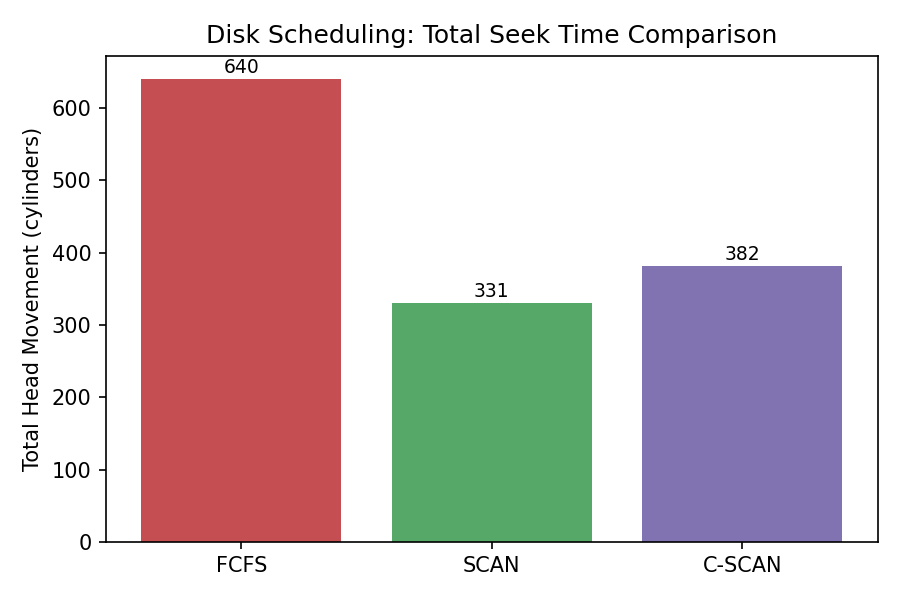 Disk Scheduling: Total Seek Time Comparison
Total Head Movement (cylinders)
600
500
400
300
200
100
0
640
331
382
FCFS
SCAN
C-SCAN